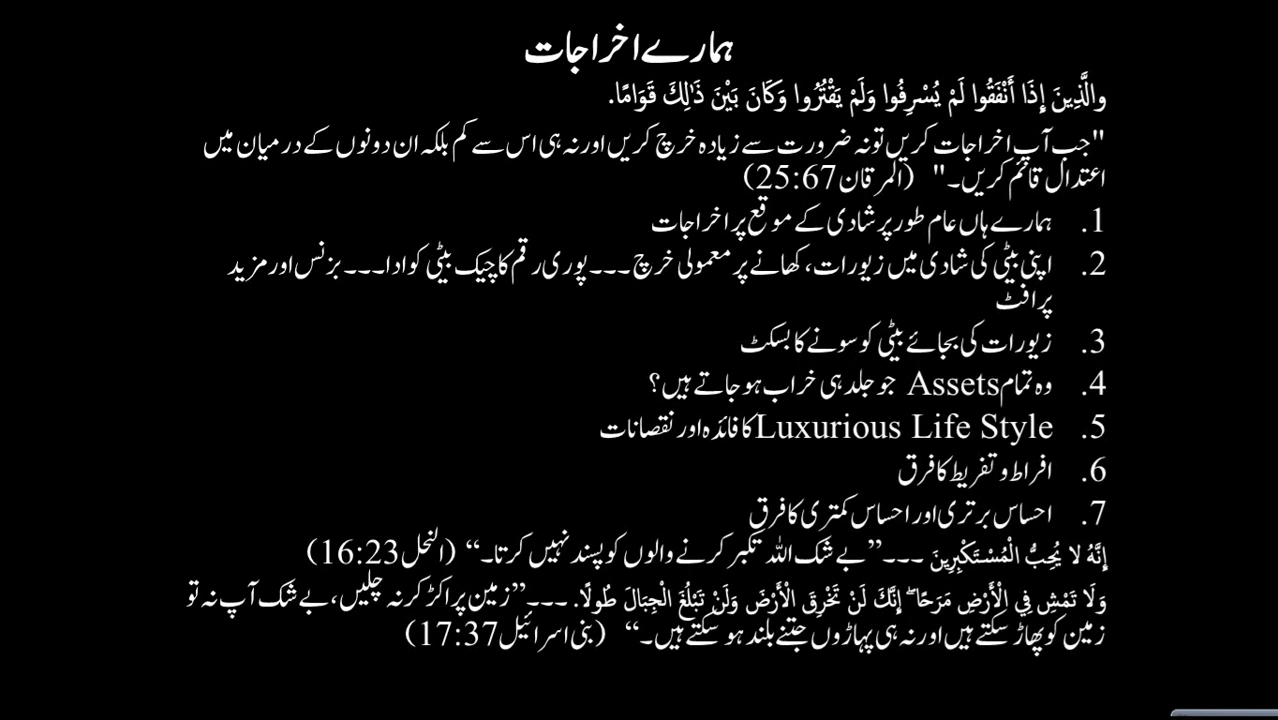 ہمارے اخراجات
والَّذِينَ إِذَا أَنْفَقُوا لَمْ يُسْرِفُوا وَلَمْ يَقْتُرُوا وَكَانَ بَيْنَ ذَلِكَ قَوَامًا.
"جب آپ اخراجات کریں تو نہ ضرورت سے زیادہ خرچ کریں اور نہ ہی اس سے کم بلکہ ان دونوں کے درمیان میں
اعتدال قائم کریں۔" (المرقان 25:67)
1. ہمارے ہاں عام طور پر شادی کے موقع پر اخراجات
2. اپنی بیٹی کی شادی میں زیورات، کھانے پر معمولی خرچ ۔۔۔ پوری رقم کا چیک بیٹی کو ادا۔۔۔ بزنس اور مزید
پرافٹ
3. زیورات کی بجائے بیٹی کو سونے کا بسکٹ
4. وہ تمام Assets جو جلد ہی خراب ہو جاتے ہیں؟
5. Luxurious Life Style کا فائدہ اور نقصانات
6. افراط و تفریط کا فرق
7. احساس برتری اور احساس کمتری کا فرق
إِنَّهُ لا يُحِبُّ الْمُسْتَكْبِرِينَ ۔۔۔ ”بے شک اللہ تکبر کرنے والوں کو پسند نہیں کرتا۔“ (النحل 16:23)
وَلَا تَمْشِ فِي الْأَرْضِ مَرَحًا ۖ إِنَّكَ لَنْ تَخْرِقَ الْأَرْضَ وَلَنْ تَبْلُغَ الْجِبَالَ طُولًا. ۔۔۔ ”زمین پر اکڑ کر نہ چلیں، بے شک آپ نہ تو
زمین کو پھاڑ سکتے ہیں اور نہ ہی پہاڑوں جتنے بلند ہو سکتے ہیں۔“ (بنی اسرائیل 17:37)